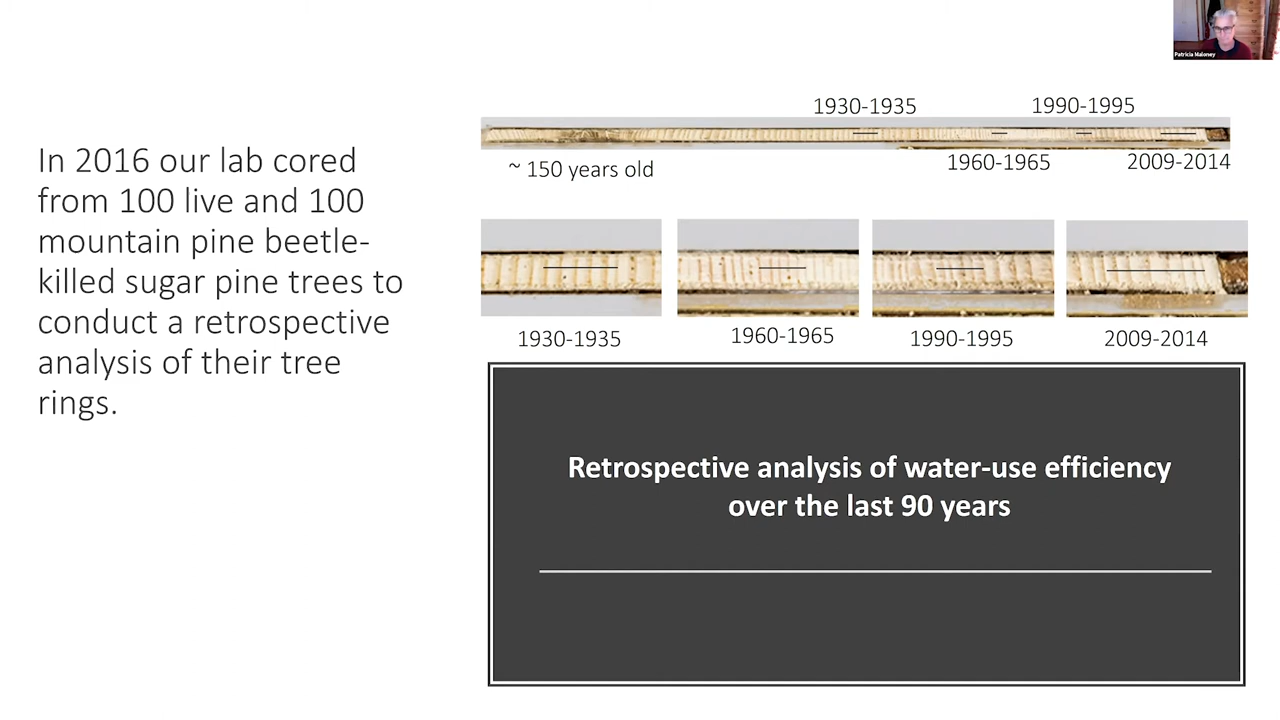 Patricia Maloney
In 2016 our lab cored
from 100 live and 100
mountain pine beetle-
killed sugar pine trees to
conduct a retrospective
analysis of their tree
rings.
1930-1935
1990-1995
~ 150 years old
1960-1965
2009-2014
1930-1935
1960-1965
1990-1995
2009-2014
Retrospective analysis of water-use efficiency
over the last 90 years